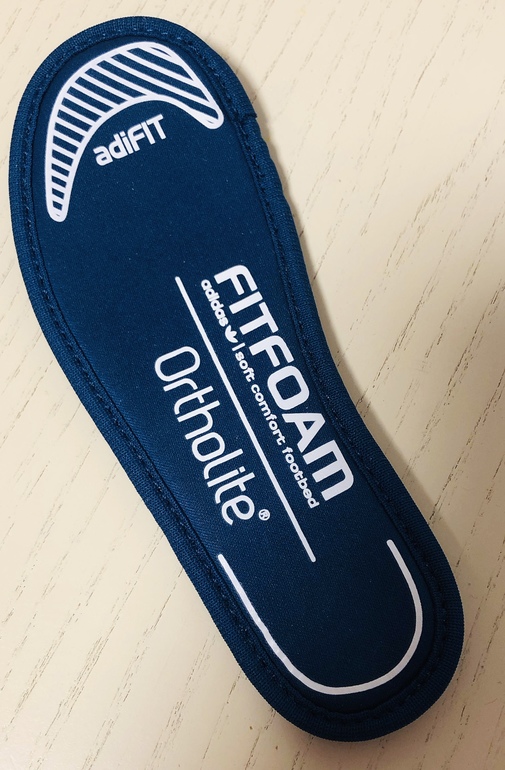 adiFIT
FITFOAM
adidas | soft comfort footbed
Ortholite®